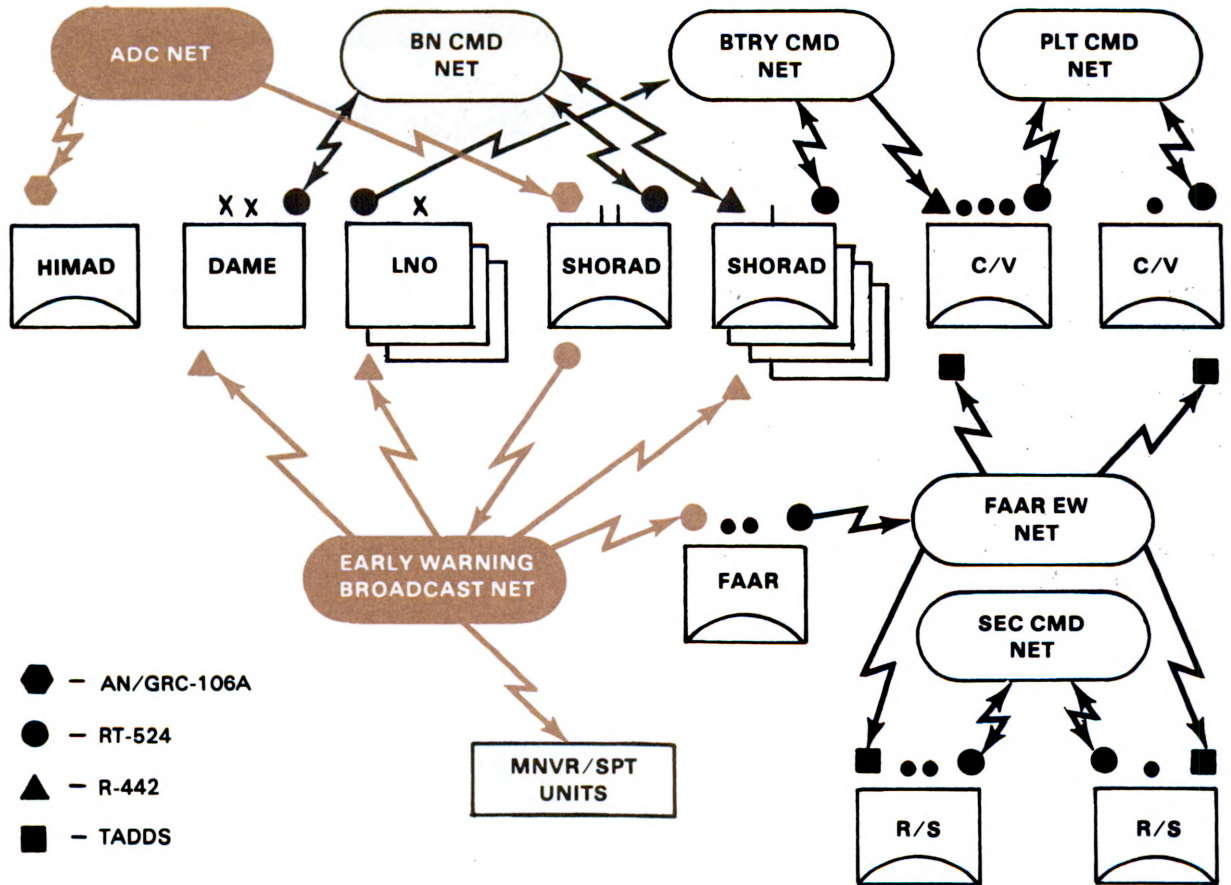 ADC NET
BN CMD
NET
BTRY CMD
NET
PLT CMD
NET
X X
X
HIMAD
DAME
LNO
SHORAD
SHORAD
C/V
C/V
EARLY WARNING
BROADCAST NET
FAAR
FAAR EW
NET
SEC CMD
NET
MNVR/SPT
UNITS
R/S
R/S
– AN/GRC-106A
– RT-524
– R-442
– TADDS